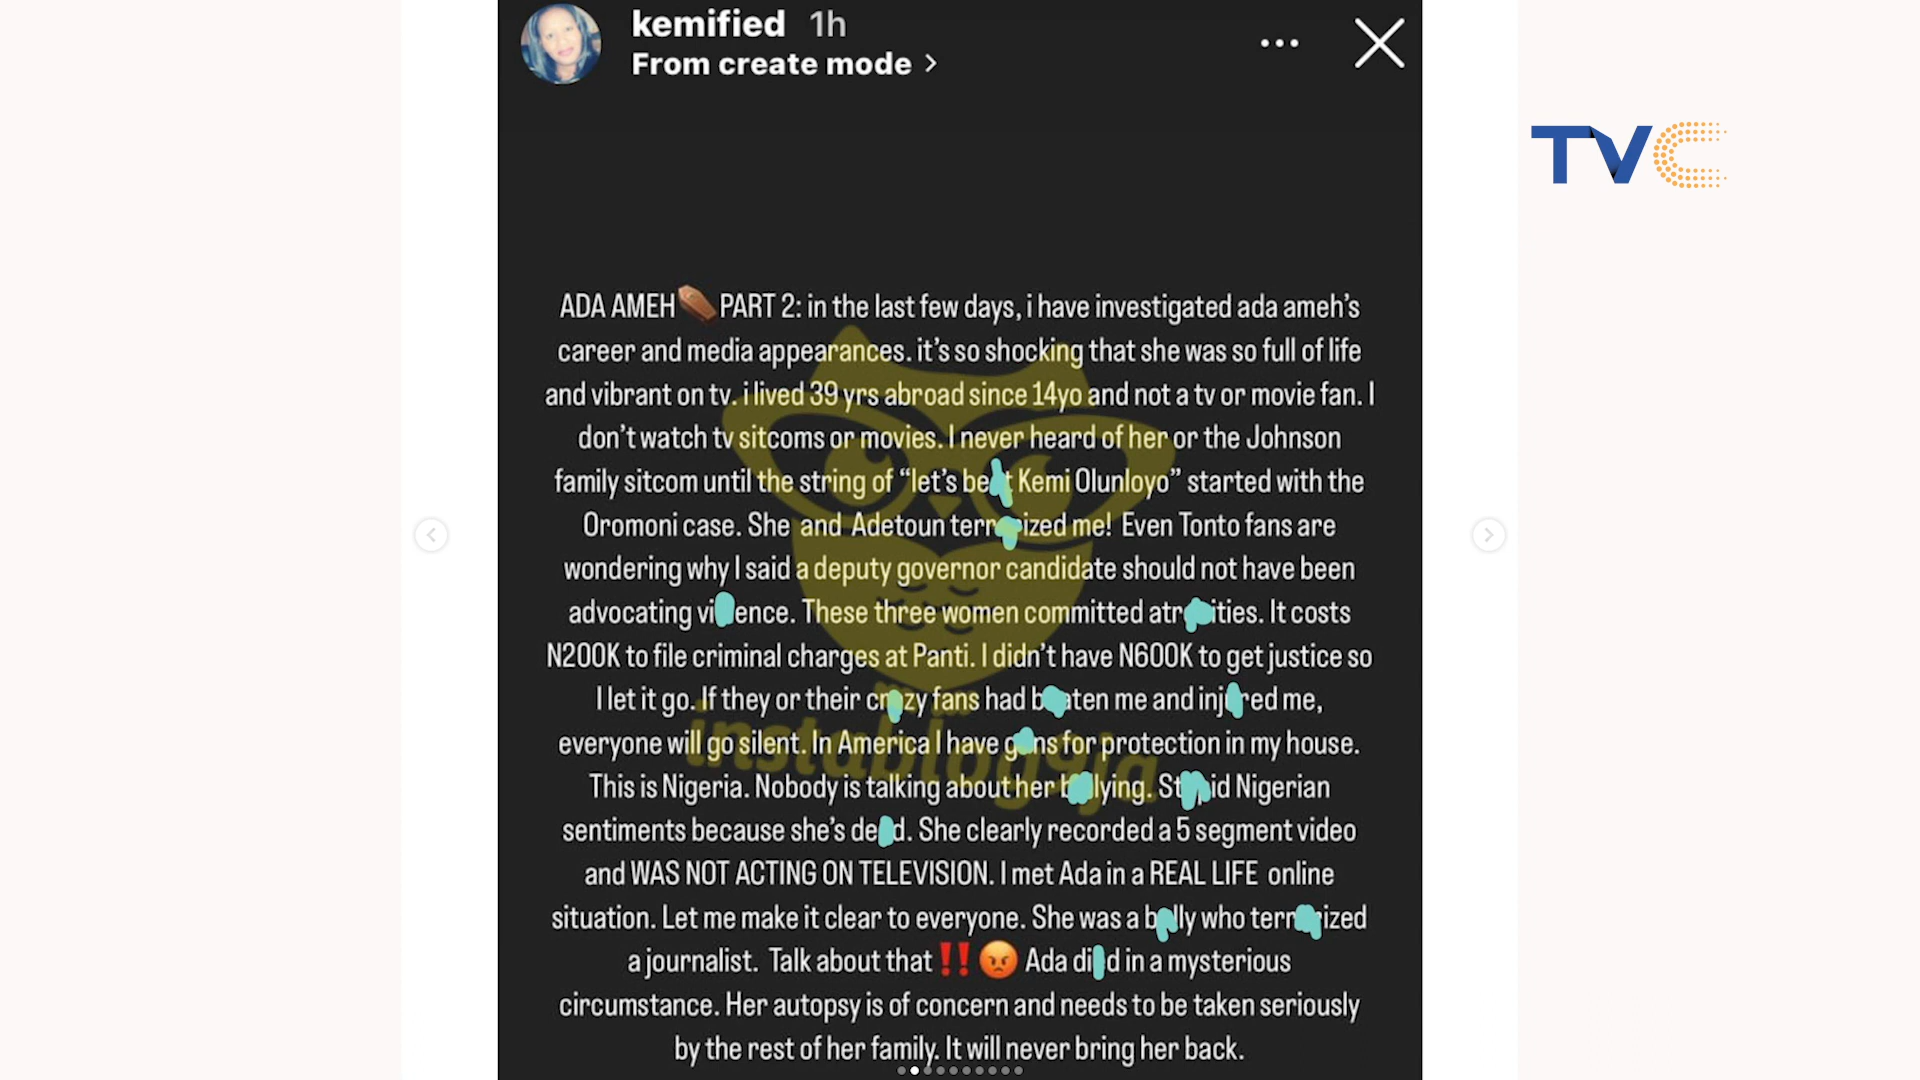 kemified 1h
From create mode >
TVC
ADA AMEH⚰️PART 2: in the last few days, i have investigated ada ameh's
career and media appearances. it's so shocking that she was so full of life
and vibrant on tv. i lived 39 yrs abroad since 14yo and not a tv or movie fan. I
don't watch tv sitcoms or movies. I never heard of her or the Johnson
family sitcom until the string of "let's be t Kemi Olunloyo" started with the
Oromoni case. She and Adetoun terr ized me! Even Tonto fans are
wondering why I said a deputy governor candidate should not have been
advocating vi ence. These three women committed atr ities. It costs
N200K to file criminal charges at Panti. I didn't have N600K to get justice so
I let it go. If they or their cr zy fans had b ten me and inj red me,
everyone will go silent. In America I have g ns for protection in my house.
This is Nigeria. Nobody is talking about her b lying. St id Nigerian
sentiments because she's de d. She clearly recorded a 5 segment video
and WAS NOT ACTING ON TELEVISION. I met Ada in a REAL LIFE online
situation. Let me make it clear to everyone. She was a b lly who terr ized
a journalist. Talk about that‼️😡 Ada di d in a mysterious
circumstance. Her autopsy is of concern and needs to be taken seriously
by the rest of her family. It will never bring her back.
instablog9ja